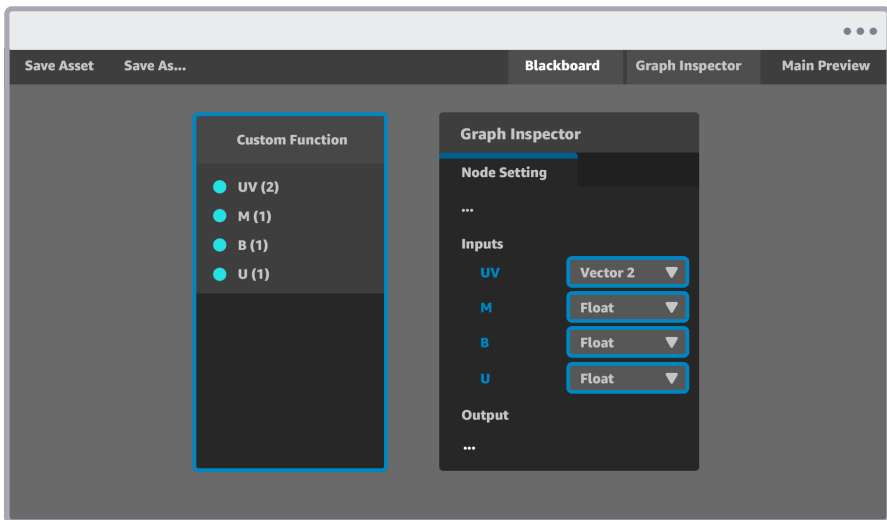 Save Asset Save As... Blackboard Graph Inspector Main Preview
Custom Function
UV (2)
M (1)
B (1)
U (1)
Graph Inspector
Node Setting
...
Inputs
UV Vector 2
M Float
B Float
U Float
Output
...